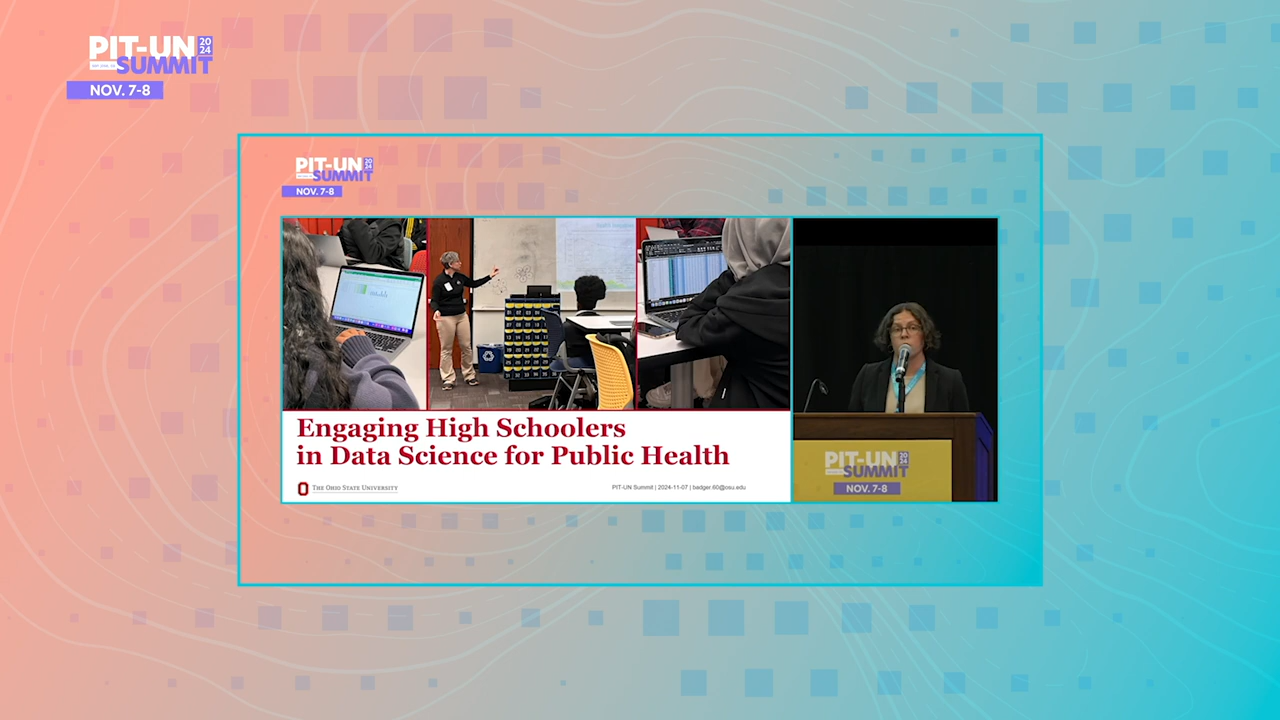 PIT-UN 2024
SUMMIT
NOV. 7-8
PIT-UN 2024
SUMMIT
NOV. 7-8
Engaging High Schoolers
in Data Science for Public Health
THE OHIO STATE UNIVERSITY
PIT-UN Summit | 2024-11-07 | badger.60@osu.edu
PIT-UN 2024
SUMMIT
NOV. 7-8